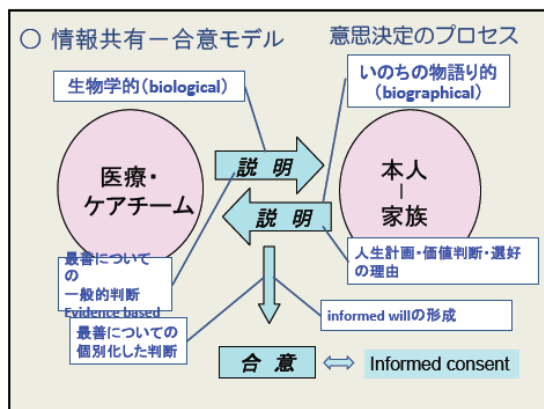 ○ 情報共有－合意モデル
意思決定のプロセス
生物学的（biological）
いのちの物語り的
（biographical）
医療・
ケアチーム
説 明
説 明
本人
｜
家族
最善について
の
一般的判断
Evidence based
人生計画・価値判断・選好
の理由
最善についての
個別化した判断
informed willの形成
合 意
Informed consent